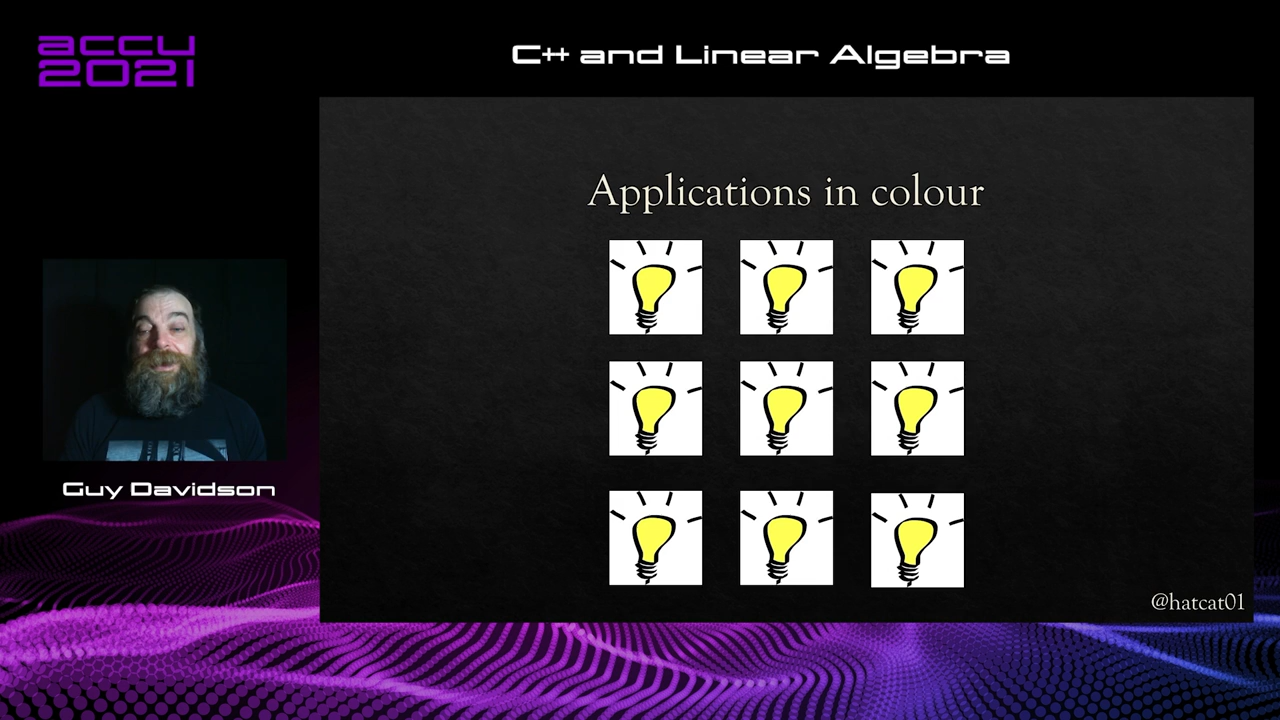 accu
2021
C++ and Linear Algebra
Applications in colour
Guy Davidson
@hatcat01